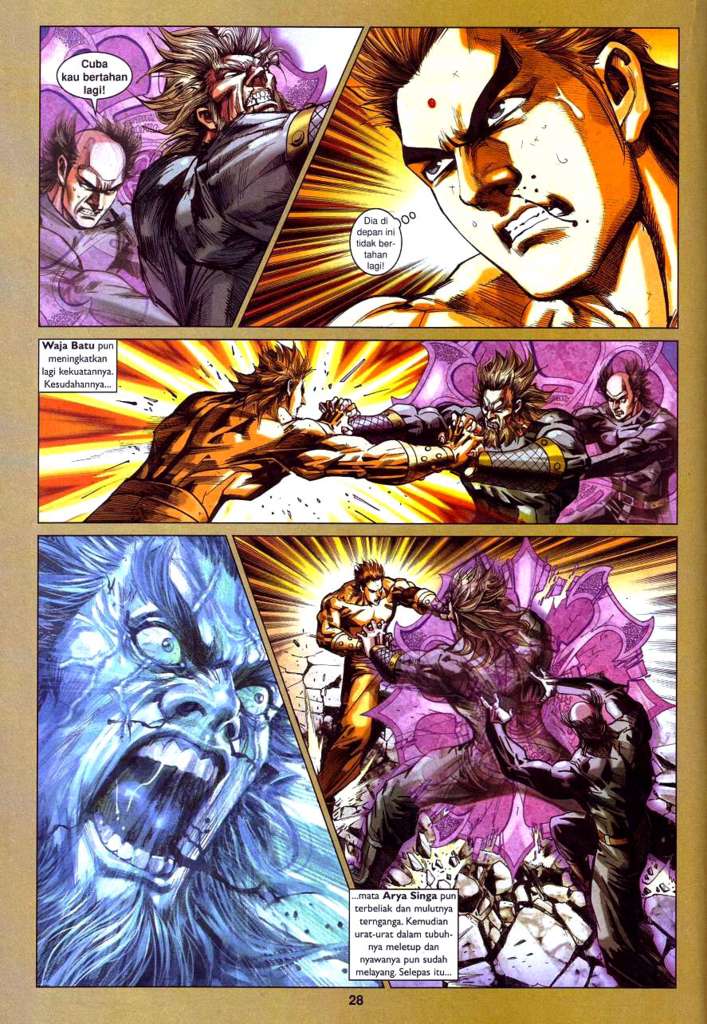 Cuba
kau bertahan
lagi!
Dia di
depan ini
tidak ber-
tahan
lagi!
Waja Batu pun
meningkatkan
lagi kekuatannya.
Kesudahannya...
...mata Arya Singa pun
terbeliak dan mulutnya
ternganga. Kemudian
urat-urat dalam tubuh-
nya meletup dan
nyawanya pun sudah
melayang. Selepas itu...
28